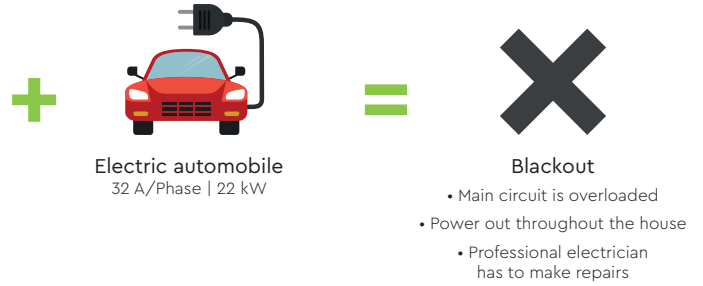 Electric automobile
32 A/Phase | 22 kW
Blackout
• Main circuit is overloaded
• Power out throughout the house
• Professional electrician
has to make repairs